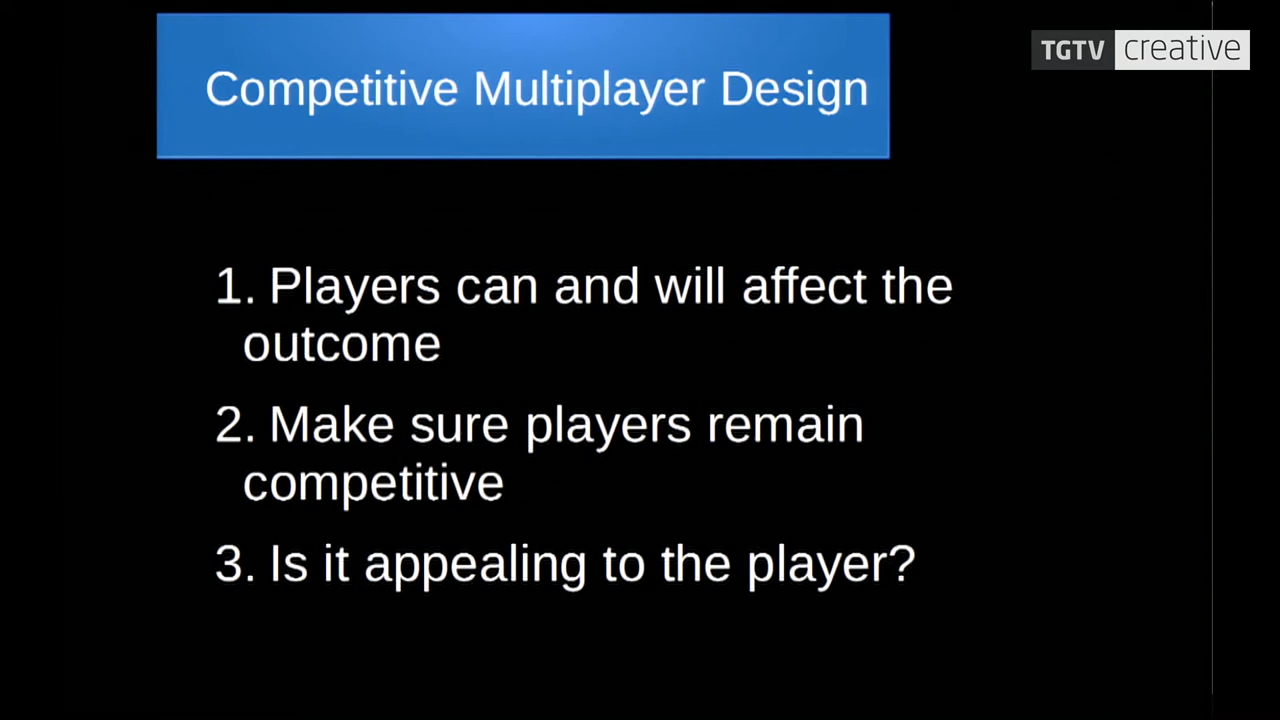 TGTV creative
Competitive Multiplayer Design
1. Players can and will affect the
outcome
2. Make sure players remain
competitive
3. Is it appealing to the player?